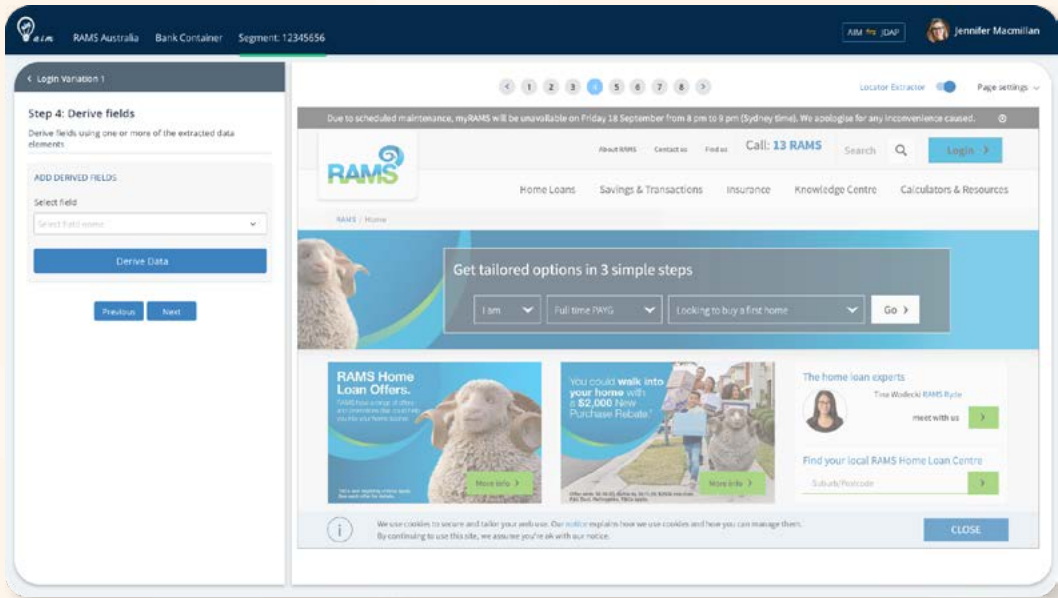 aim
RAMS Australia
Bank Container
Segment: 12345656
AIM JDAP
Jennifer Macmillan
Login Variation 1
Step 4: Derive fields
Derive fields using one or more of the extracted data
elements
ADD DERIVED FIELDS
Select field
Select field name
Derive Data
Previous
Next
1 2 3 4 5 6 7 8
Locator Extractor
Page settings
Due to scheduled maintenance, myRAMS will be unavailable on Friday 18 September from 8 pm to 9 pm (Sydney time). We apologise for any inconvenience caused.
RAMS
About RAMS
Contact us
Find us
Call: 13 RAMS
Search
Login
Home Loans
Savings & Transactions
Insurance
Knowledge Centre
Calculators & Resources
RAMS / Home
Get tailored options in 3 simple steps
I am
Full time PAYG
Looking to buy a first home
Go
RAMS Home
Loan Offers.
More info
You could walk into
your home with
a $2,000 New
Purchase Rebate.
More info
The home loan experts
Tina Wadecki RAMS Ryde
meet with us
Find your local RAMS Home Loan Centre
Suburb/Postcode
We use cookies to secure and tailor your web use. Our notice explains how we use cookies and how you can manage them.
By continuing to use this site, we assume you're ok with our notice.
CLOSE